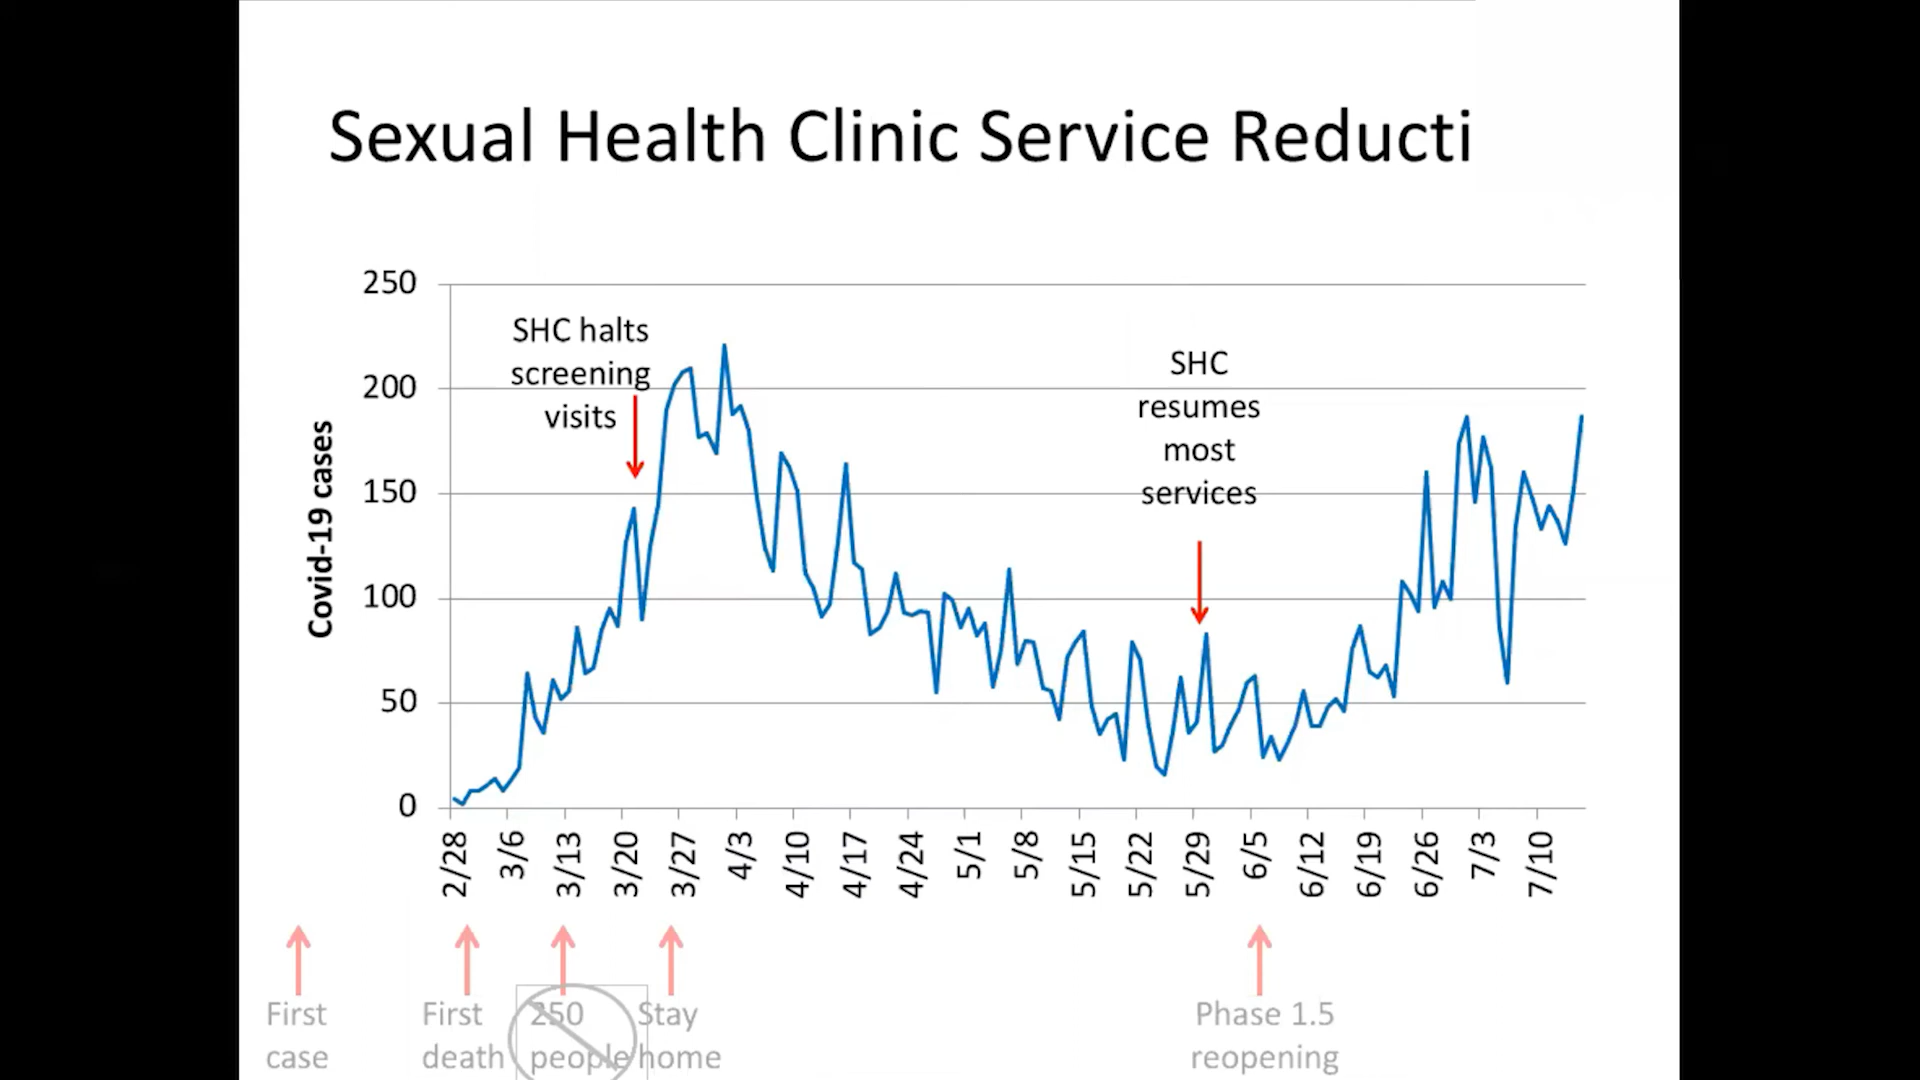 Sexual Health Clinic Service Reducti
250
200
150
100
50
0
Covid-19 cases
SHC halts
screening
visits
SHC
resumes
most
services
2/28
3/6
3/13
3/20
3/27
4/3
4/10
4/17
4/24
5/1
5/8
5/15
5/22
5/29
6/5
6/12
6/19
6/26
7/3
7/10
First
case
First
death
250
people
Stay
home
Phase 1.5
reopening